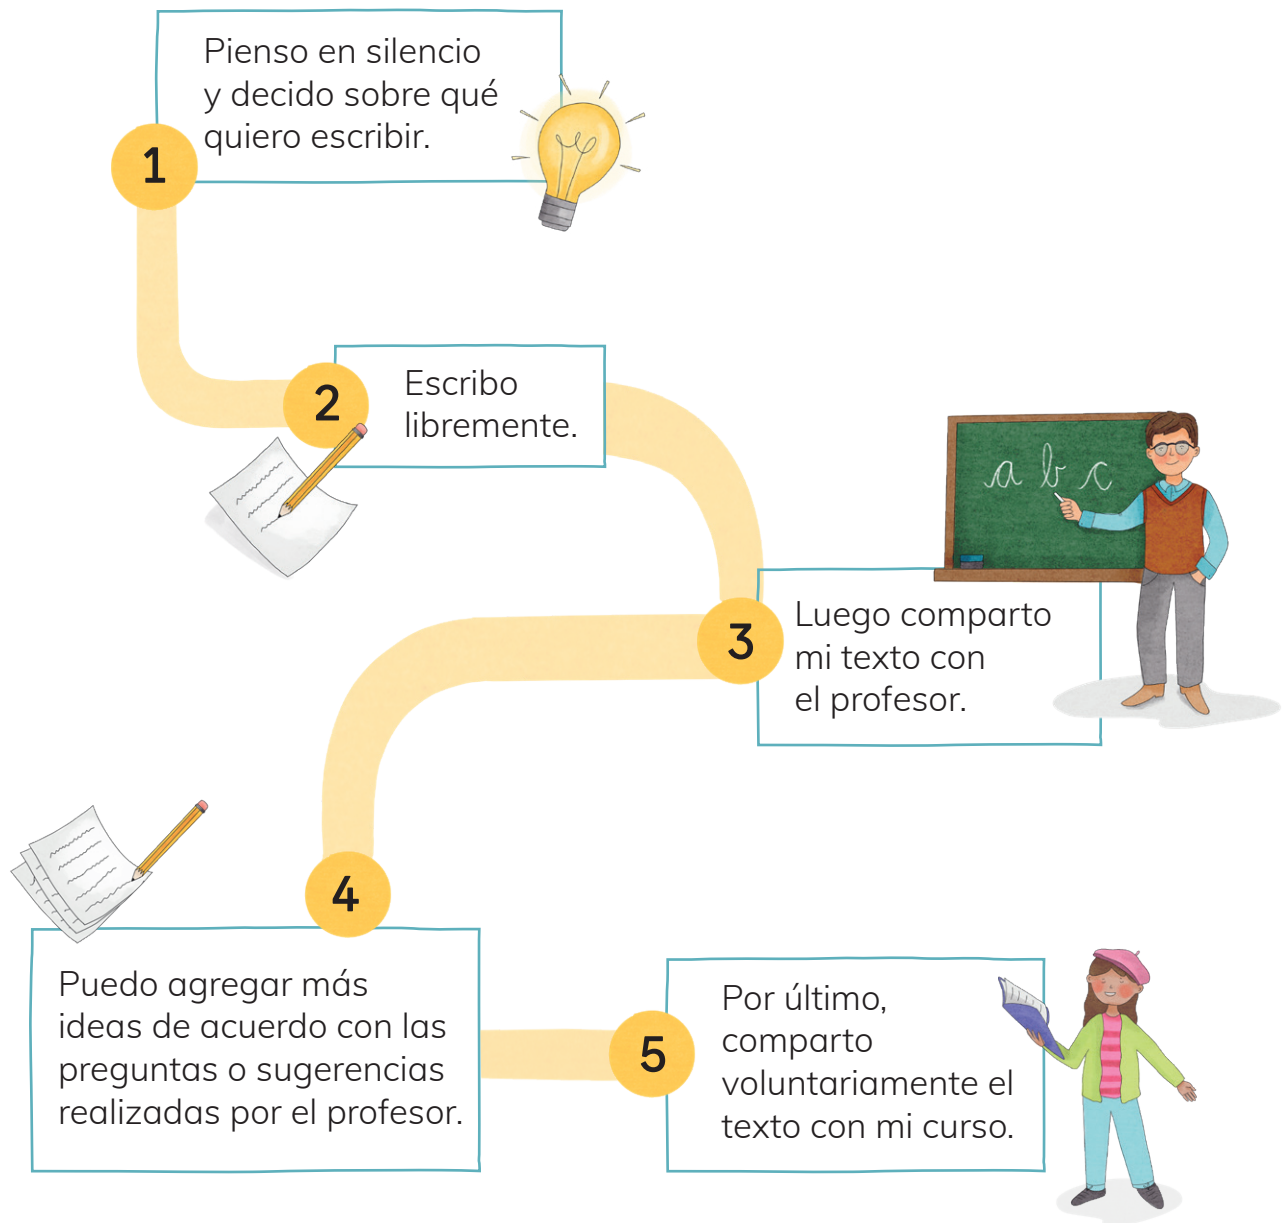 1
Pienso en silencio
y decido sobre qué
quiero escribir.
2
Escribo
libremente.
a b c
3
Luego comparto
mi texto con
el profesor.
4
Puedo agregar más
ideas de acuerdo con las
preguntas o sugerencias
realizadas por el profesor.
5
Por último,
comparto
voluntariamente el
texto con mi curso.